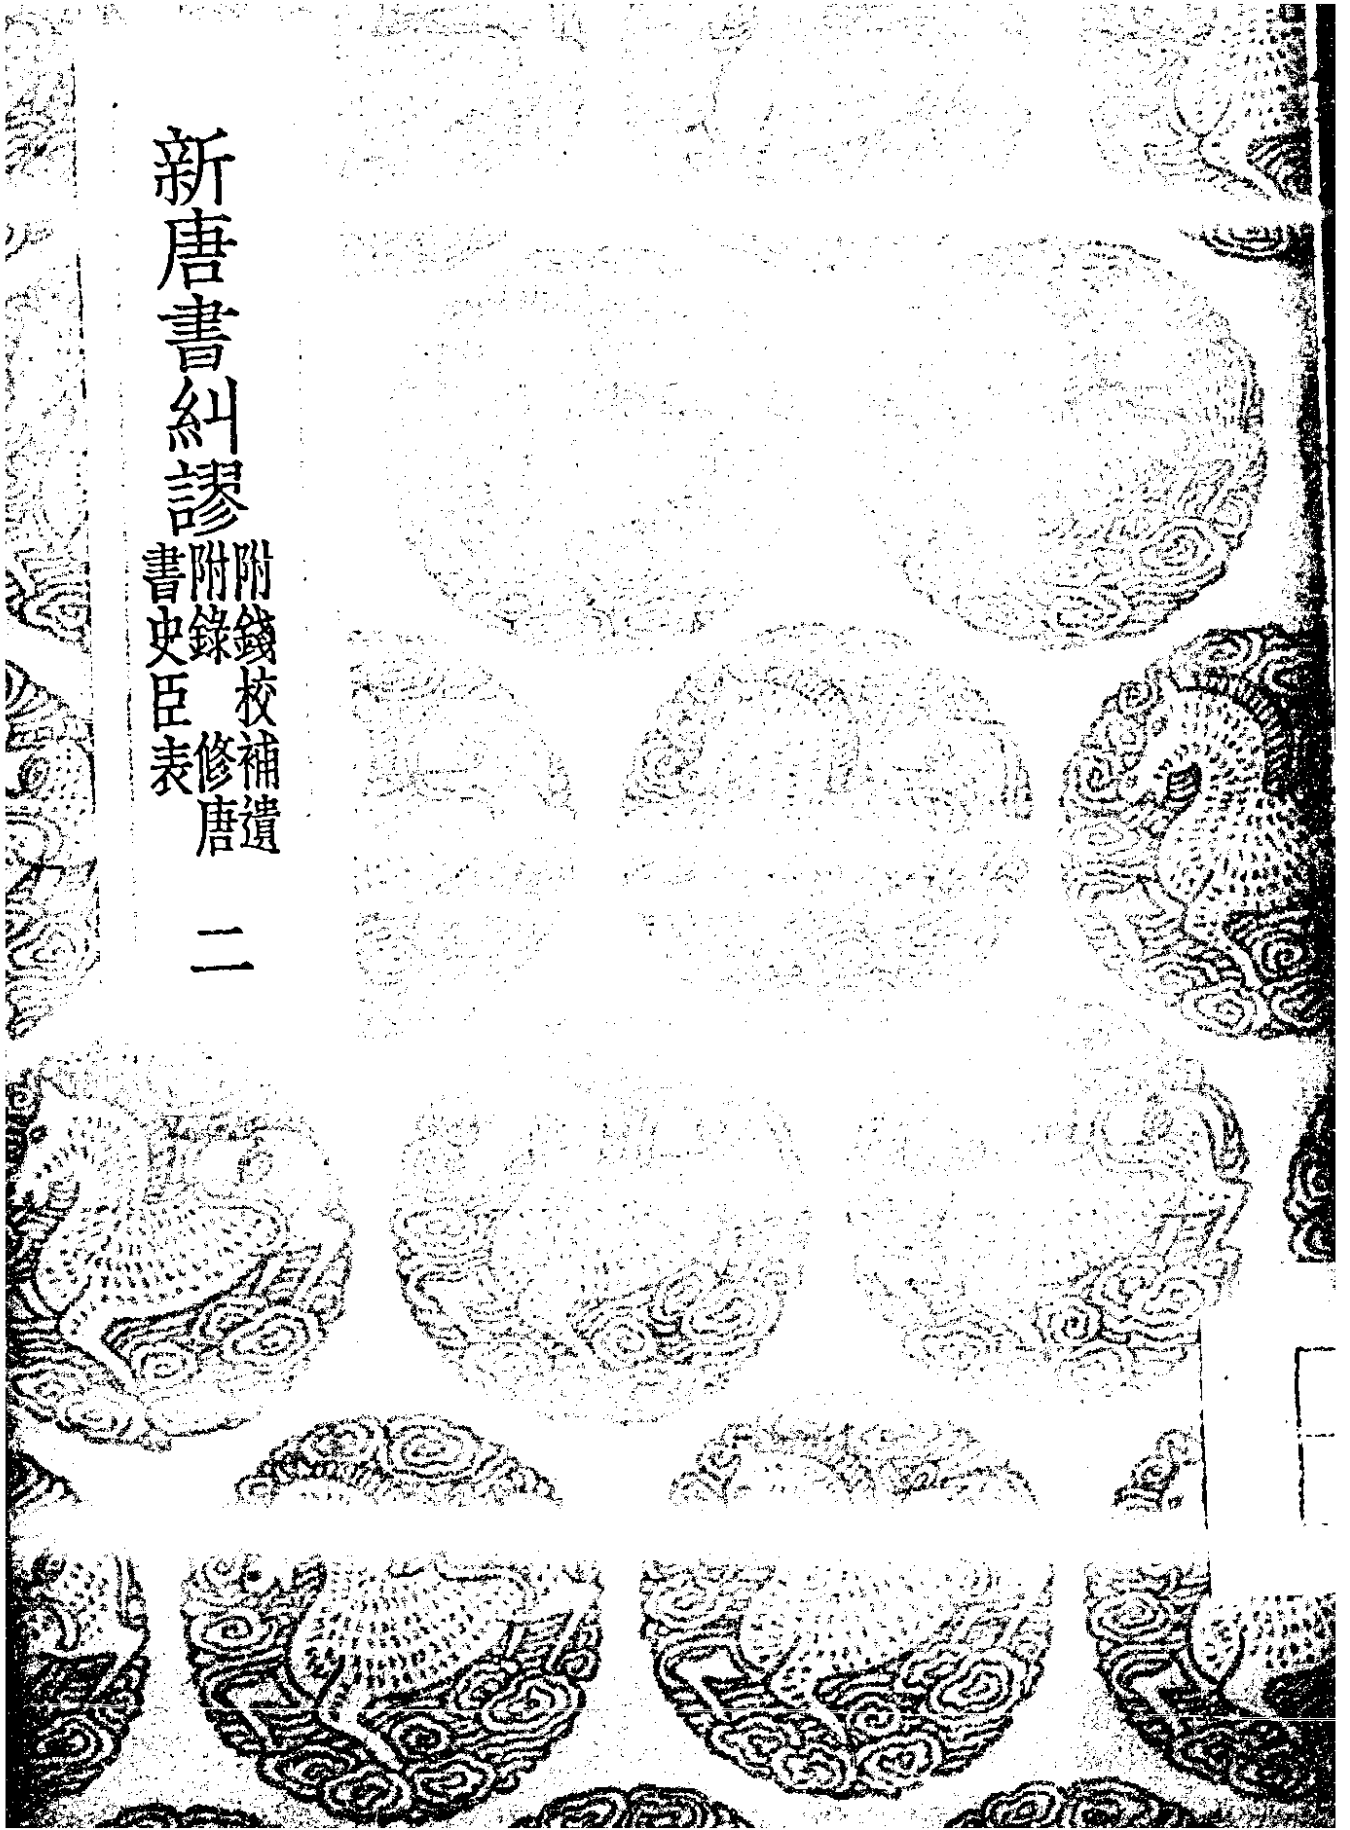 新唐書糾謬
附錢校補遺
附錄　修唐
書史臣表
二